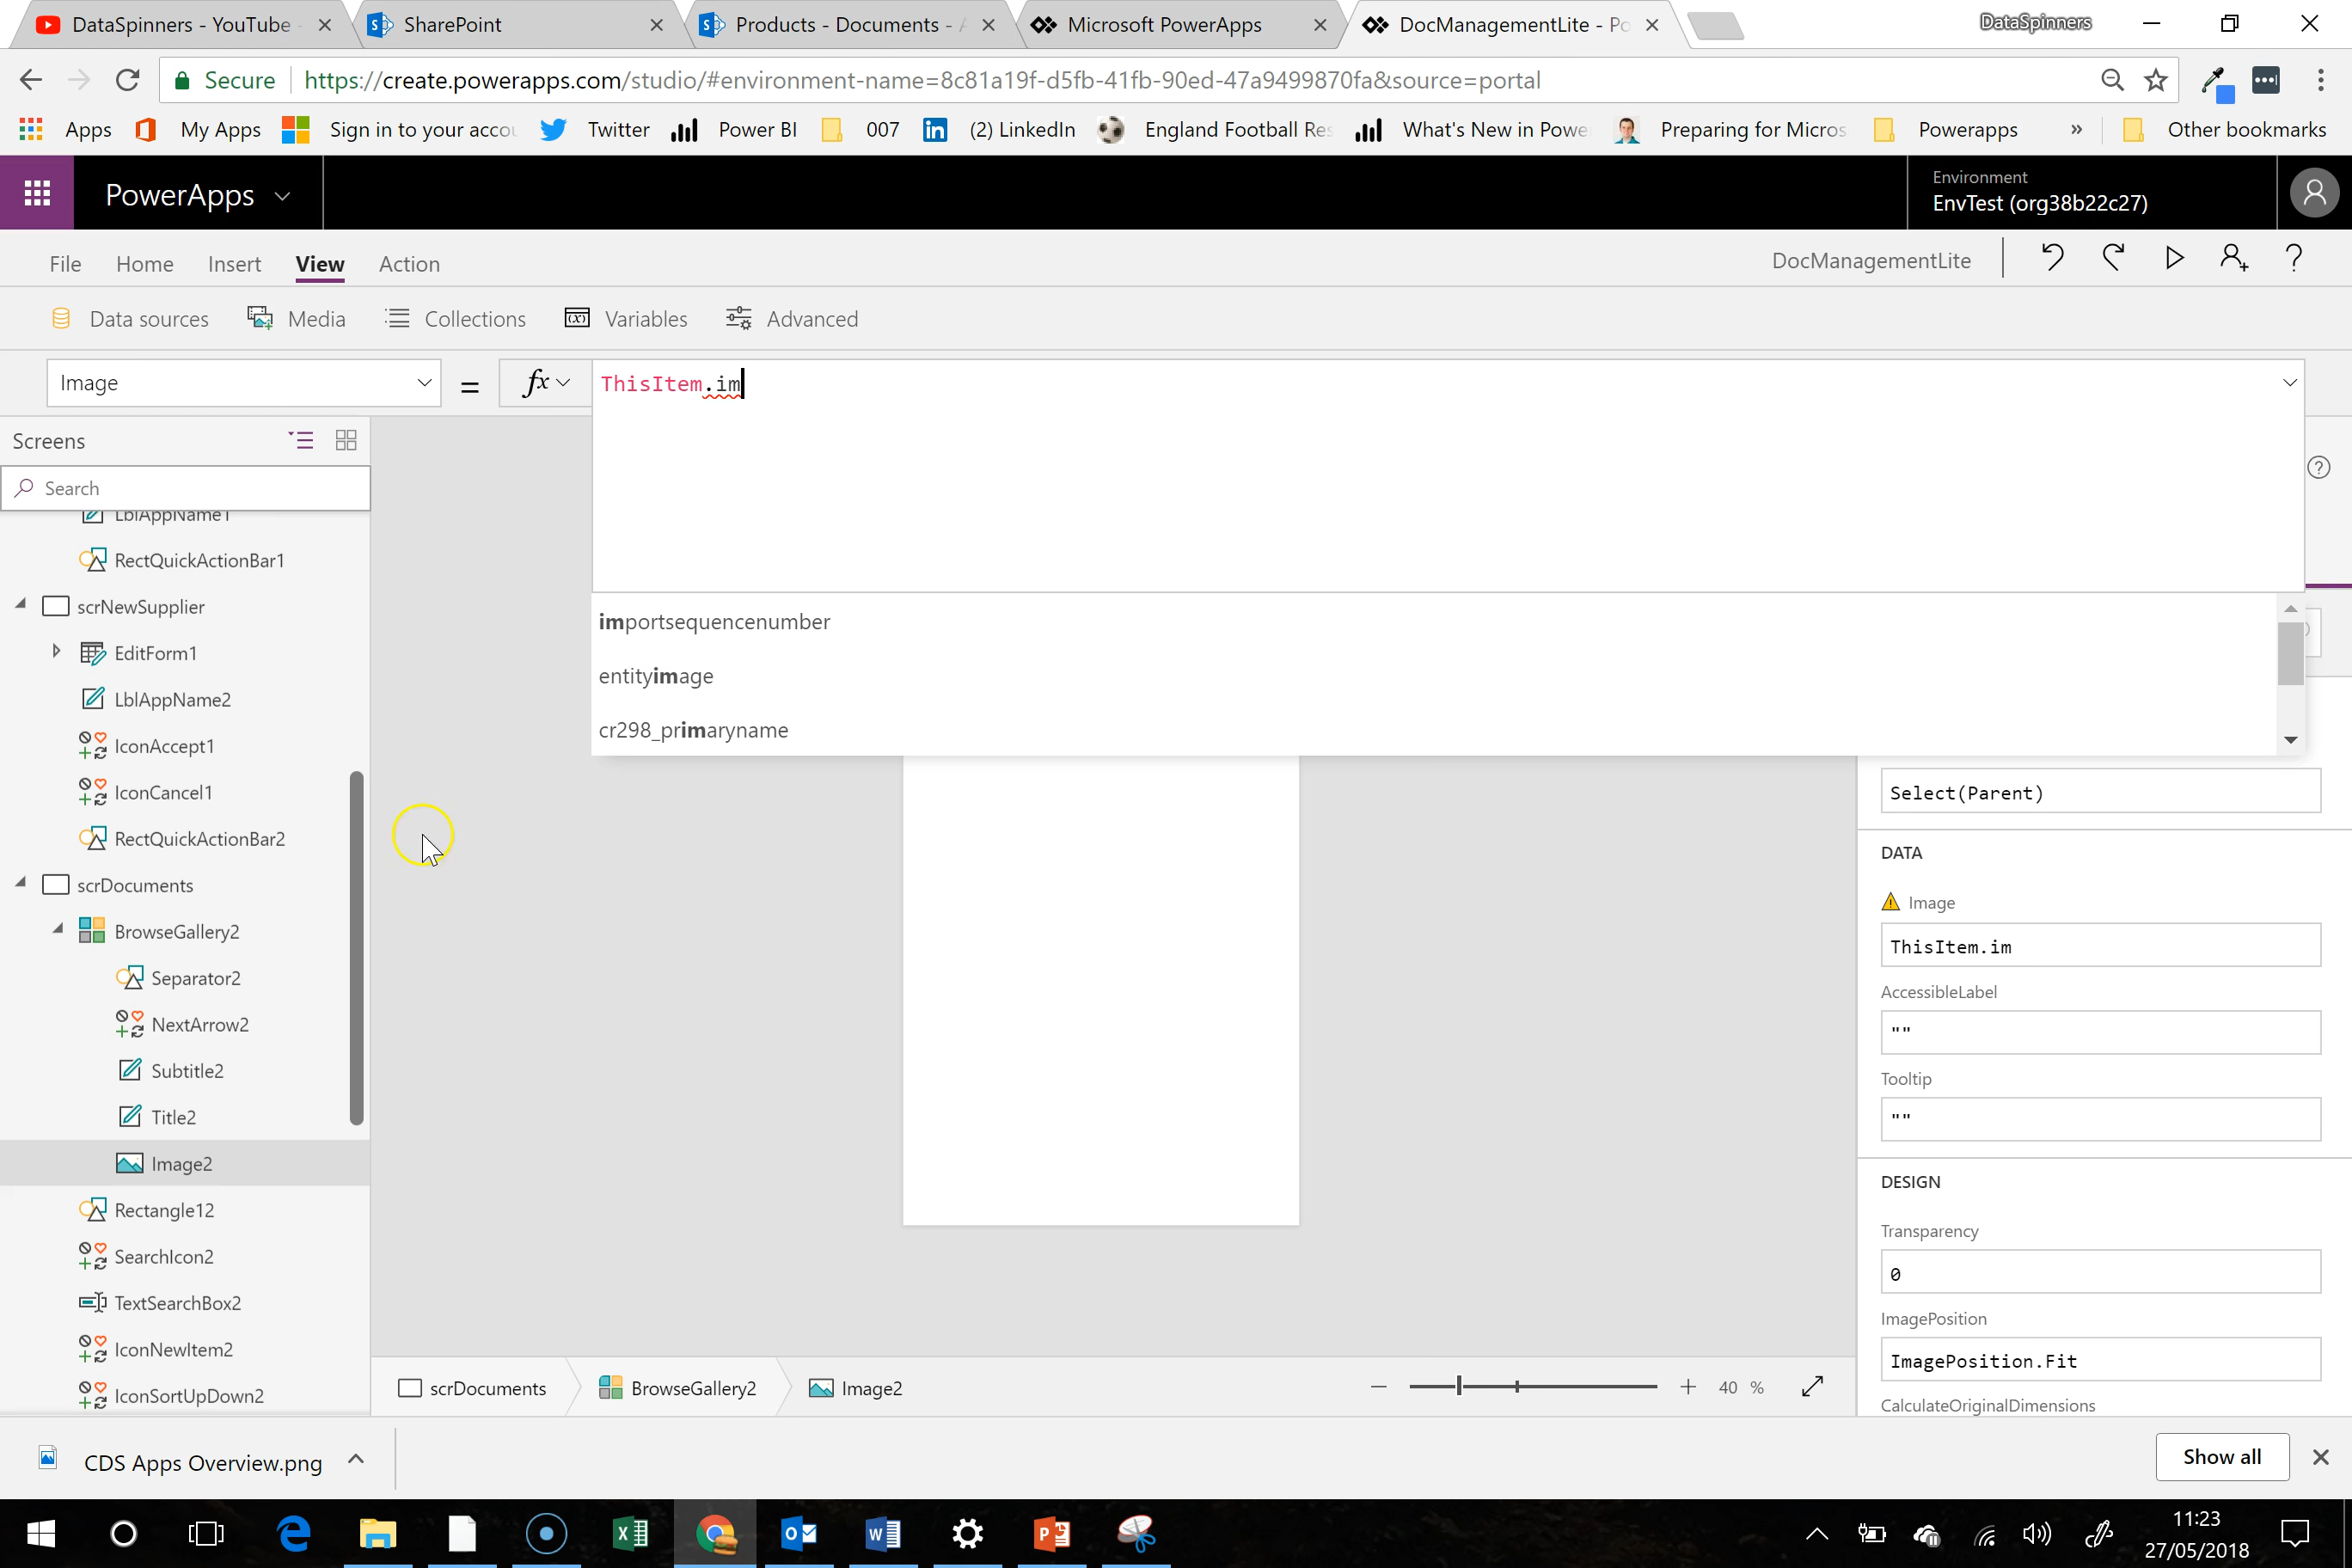 DataSpinners - YouTube
SharePoint
Products - Documents - A
Microsoft PowerApps
DocManagementLite - Po
DataSpinners
Secure
https://create.powerapps.com/studio/#environment-name=8c81a19f-d5fb-41fb-90ed-47a9499870fa&source=portal
Apps
My Apps
Sign in to your accou
Twitter
Power BI
007
(2) LinkedIn
England Football Res
What's New in Powe
Preparing for Micros
Powerapps
»
Other bookmarks
PowerApps
Environment
EnvTest (org38b22c27)
File
Home
Insert
View
Action
DocManagementLite
Data sources
Media
Collections
Variables
Advanced
Image
=
fx
ThisItem.im
Screens
Search
LblAppName1
RectQuickActionBar1
scrNewSupplier
EditForm1
LblAppName2
IconAccept1
IconCancel1
RectQuickActionBar2
scrDocuments
BrowseGallery2
Separator2
NextArrow2
Subtitle2
Title2
Image2
Rectangle12
SearchIcon2
TextSearchBox2
IconNewItem2
IconSortUpDown2
importsequencenumber
entityimage
cr298_primaryname
Select(Parent)
DATA
Image
ThisItem.im
AccessibleLabel
""
Tooltip
""
DESIGN
Transparency
0
ImagePosition
ImagePosition.Fit
CalculateOriginalDimensions
scrDocuments
BrowseGallery2
Image2
40 %
CDS Apps Overview.png
Show all
11:23
27/05/2018